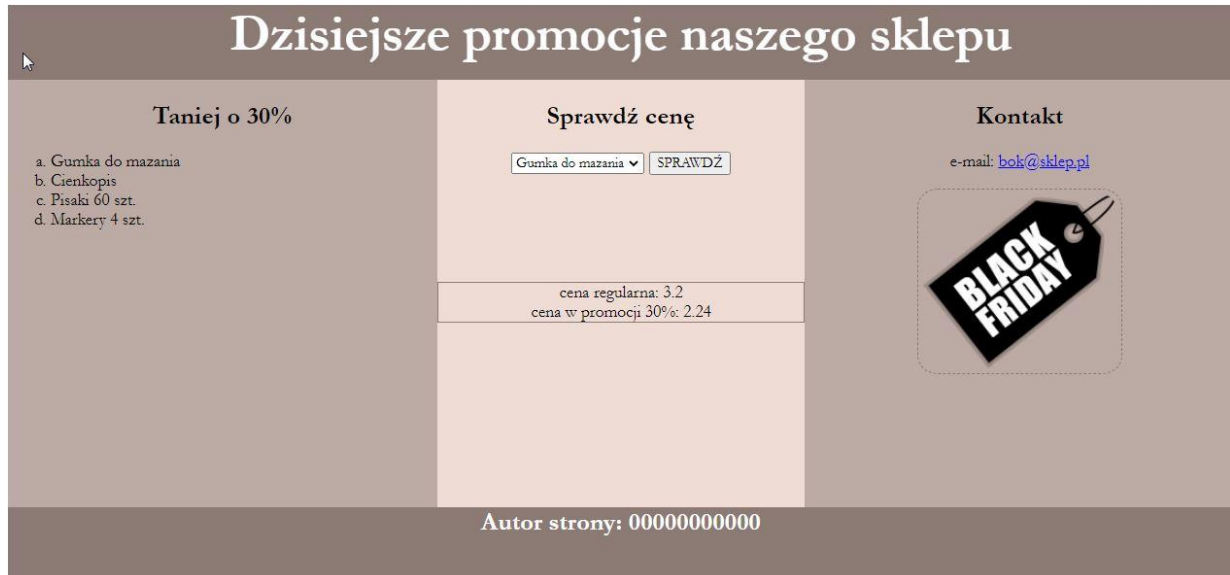 Dzisiejsze promocje naszego sklepu
Taniej o 30%
a. Gumka do mazania
b. Cienkopis
c. Pisaki 60 szt.
d. Markery 4 szt.
Sprawdź cenę
Gumka do mazania SPRAWDŹ
cena regularna: 3.2
cena w promocji 30%: 2.24
Kontakt
e-mail: bok@sklep.pl
BLACK
FRIDAY
Autor strony: 00000000000